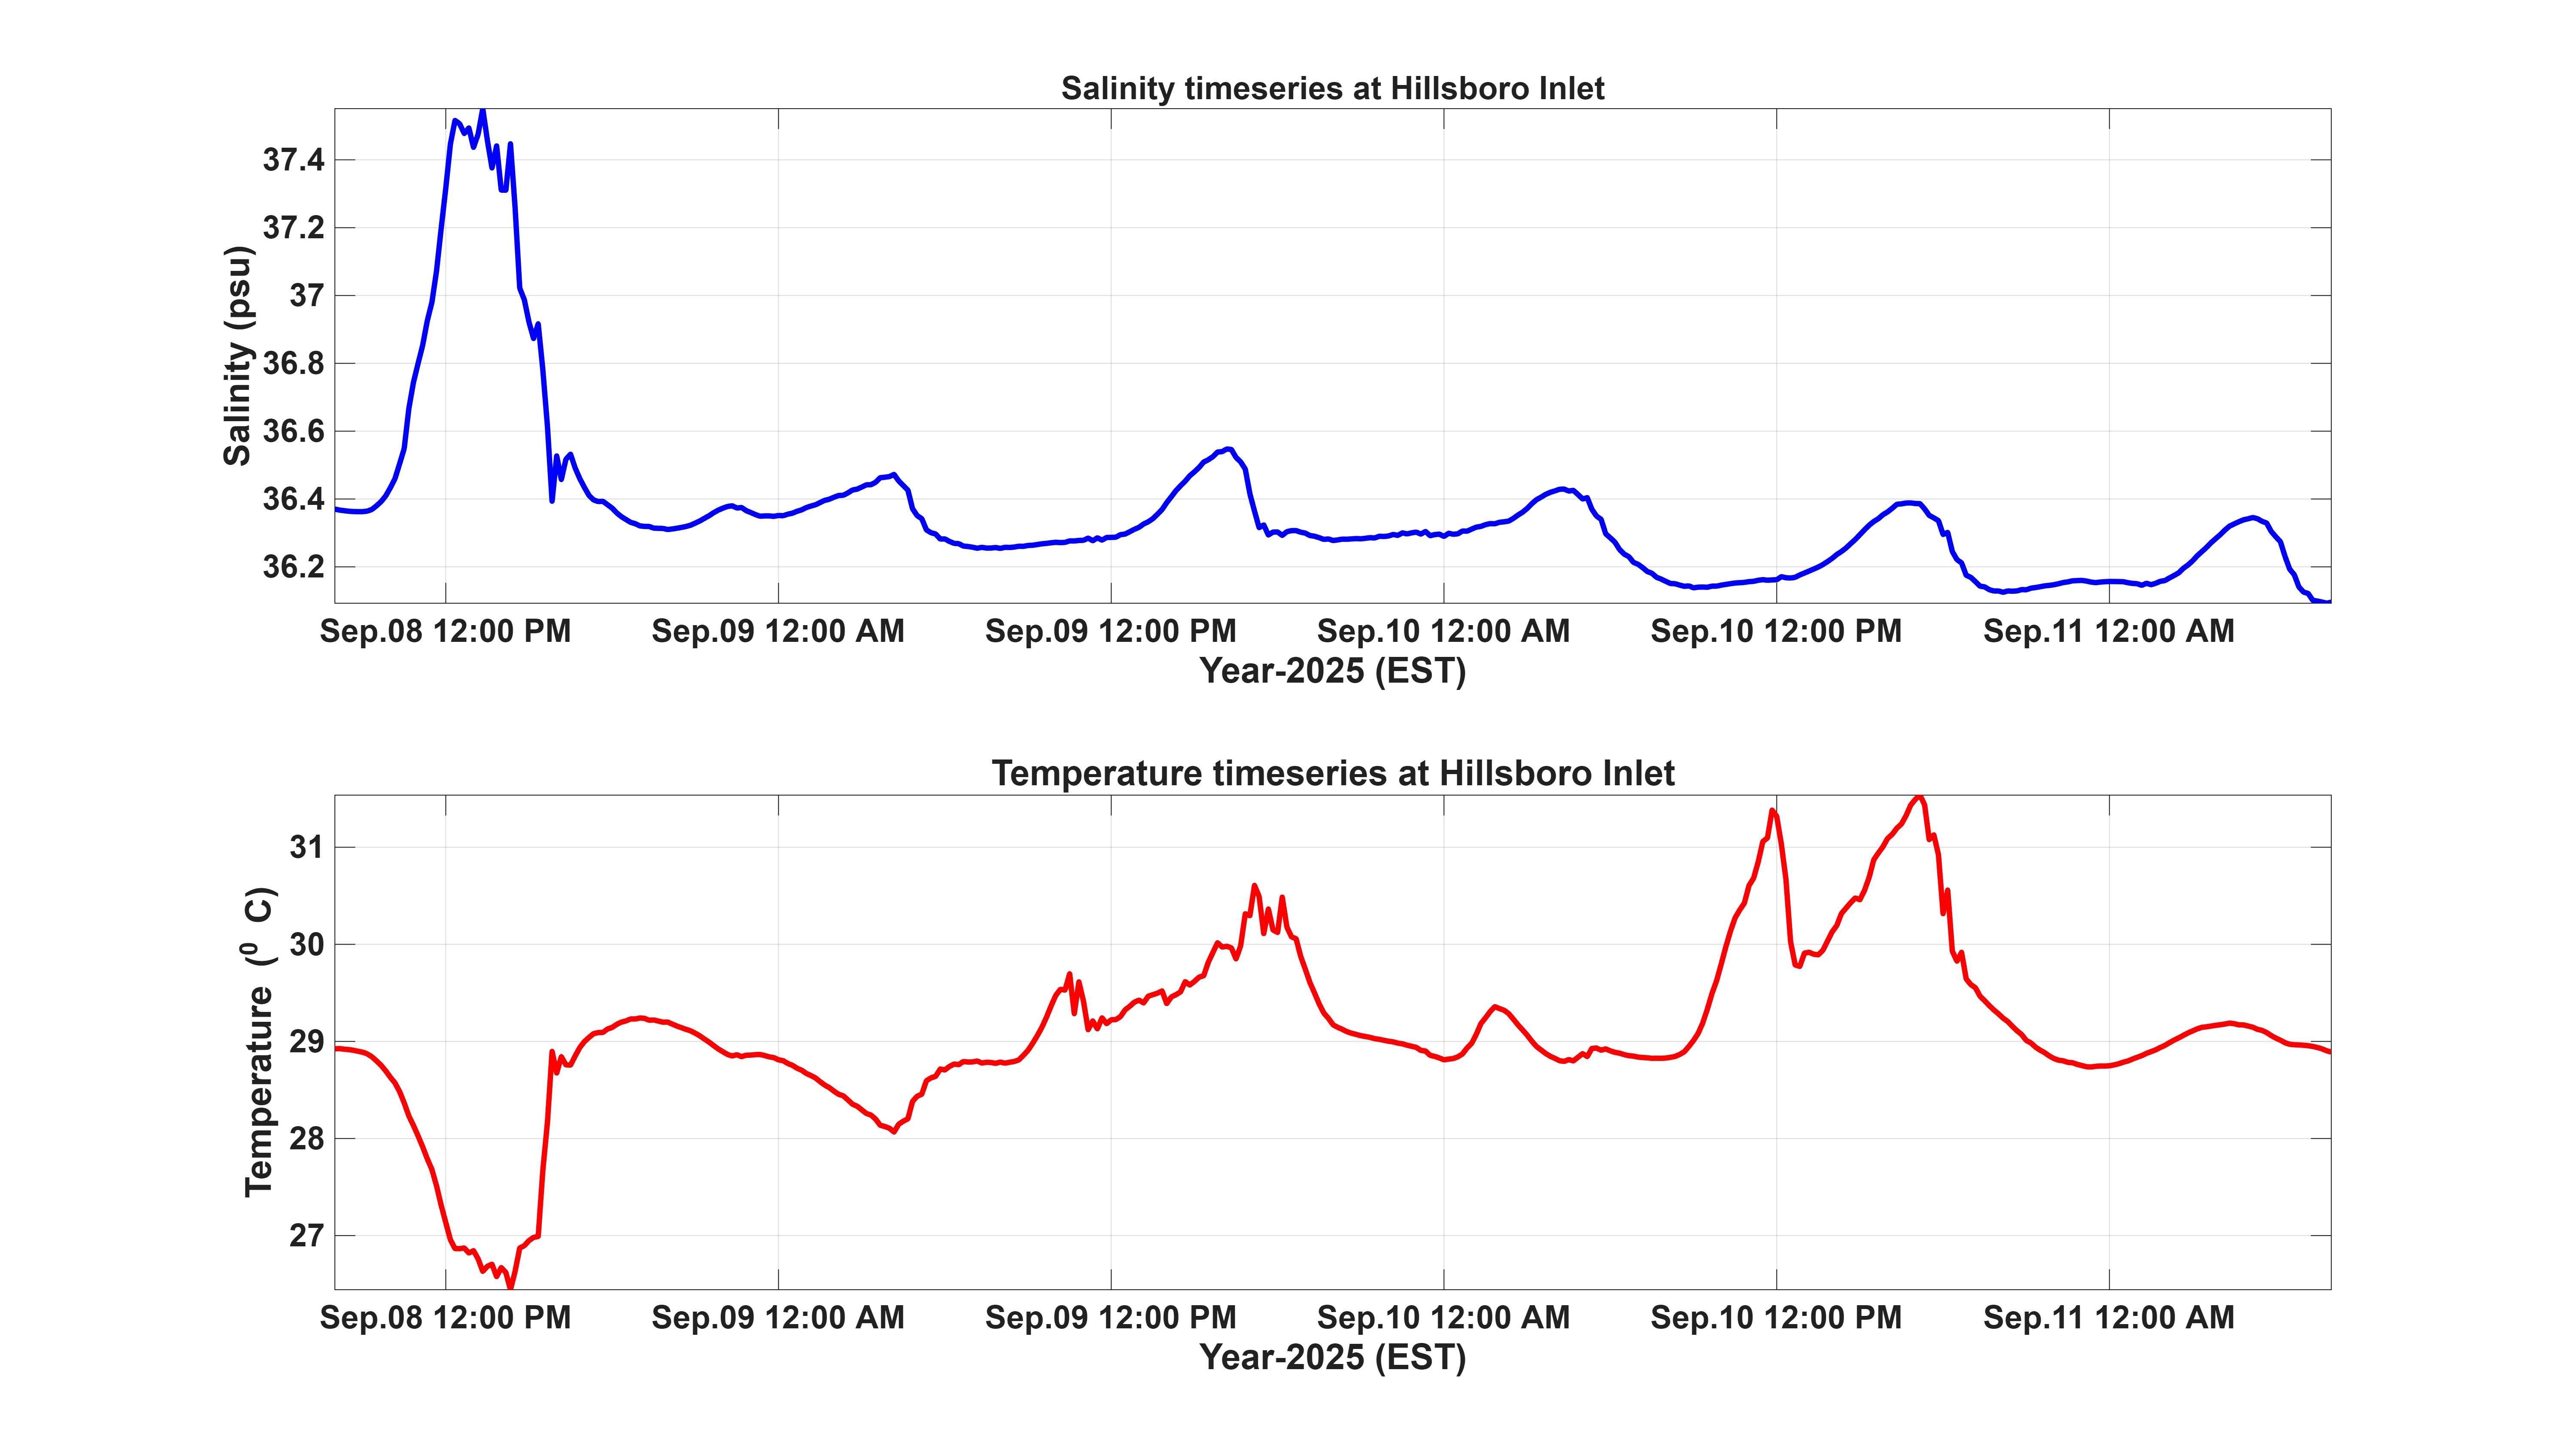 Salinity timeseries at Hillsboro Inlet
37.4
37.2
37
36.8
36.6
36.4
36.2
Salinity (psu)
Sep.08 12:00 PM Sep.09 12:00 AM Sep.09 12:00 PM Sep.10 12:00 AM Sep.10 12:00 PM Sep.11 12:00 AM
Year-2025 (EST)
Temperature timeseries at Hillsboro Inlet
31
30
29
28
27
Temperature (⁰ C)
Sep.08 12:00 PM Sep.09 12:00 AM Sep.09 12:00 PM Sep.10 12:00 AM Sep.10 12:00 PM Sep.11 12:00 AM
Year-2025 (EST)